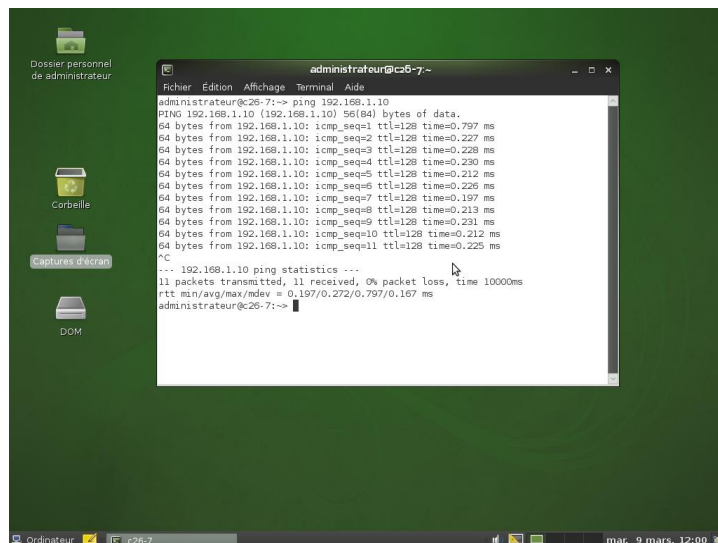 Dossier personnel
de administrateur
Corbeille
Captures d'écran
DOM
administrateur@c26-7:~
Fichier Édition Affichage Terminal Aide
administrateur@c26-7:~> ping 192.168.1.10
PING 192.168.1.10 (192.168.1.10) 56(84) bytes of data.
64 bytes from 192.168.1.10: icmp_seq=1 ttl=128 time=0.797 ms
64 bytes from 192.168.1.10: icmp_seq=2 ttl=128 time=0.227 ms
64 bytes from 192.168.1.10: icmp_seq=3 ttl=128 time=0.228 ms
64 bytes from 192.168.1.10: icmp_seq=4 ttl=128 time=0.230 ms
64 bytes from 192.168.1.10: icmp_seq=5 ttl=128 time=0.212 ms
64 bytes from 192.168.1.10: icmp_seq=6 ttl=128 time=0.226 ms
64 bytes from 192.168.1.10: icmp_seq=7 ttl=128 time=0.197 ms
64 bytes from 192.168.1.10: icmp_seq=8 ttl=128 time=0.213 ms
64 bytes from 192.168.1.10: icmp_seq=9 ttl=128 time=0.231 ms
64 bytes from 192.168.1.10: icmp_seq=10 ttl=128 time=0.212 ms
64 bytes from 192.168.1.10: icmp_seq=11 ttl=128 time=0.225 ms
^C
--- 192.168.1.10 ping statistics ---
11 packets transmitted, 11 received, 0% packet loss, time 10000ms
rtt min/avg/max/mdev = 0.197/0.272/0.797/0.167 ms
administrateur@c26-7:~>
Ordinateur c26-7 mar. 9 mars, 12:00